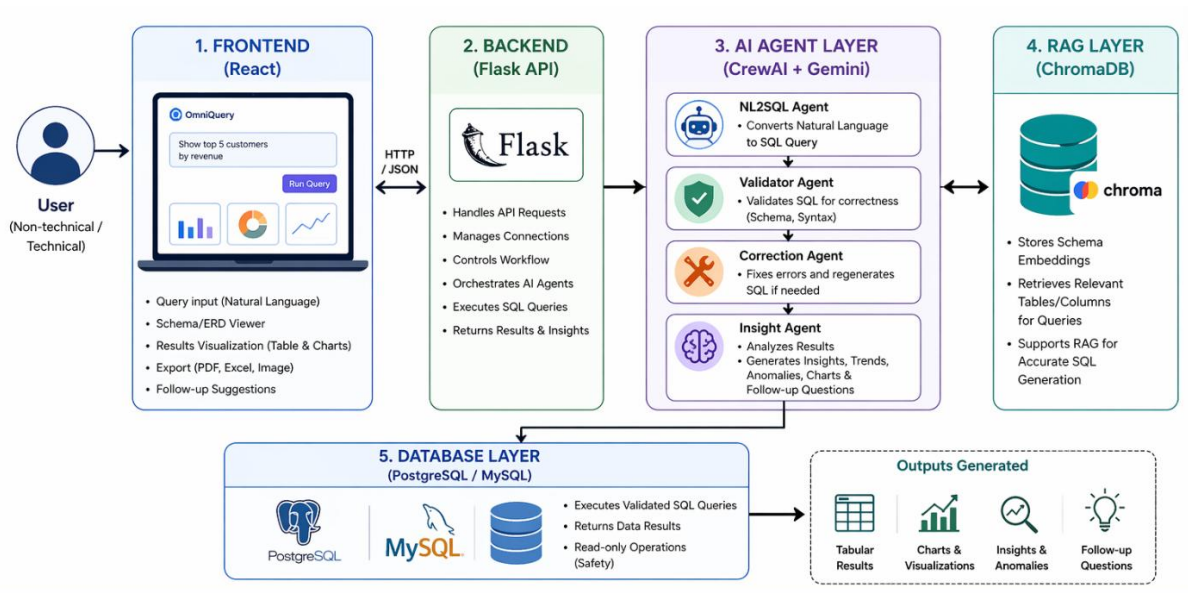 User
(Non-technical /
Technical)
1. FRONTEND
(React)
OmniQuery
Show top 5 customers
by revenue
Run Query
• Query input (Natural Language)
• Schema/ERD Viewer
• Results Visualization (Table & Charts)
• Export (PDF, Excel, Image)
• Follow-up Suggestions
HTTP
/ JSON
2. BACKEND
(Flask API)
Flask
• Handles API Requests
• Manages Connections
• Controls Workflow
• Orchestrates AI Agents
• Executes SQL Queries
• Returns Results & Insights
3. AI AGENT LAYER
(CrewAI + Gemini)
NL2SQL Agent
• Converts Natural Language
to SQL Query
Validator Agent
• Validates SQL for correctness
(Schema, Syntax)
Correction Agent
• Fixes errors and regenerates
SQL if needed
Insight Agent
• Analyzes Results
• Generates Insights, Trends,
Anomalies, Charts &
Follow-up Questions
4. RAG LAYER
(ChromaDB)
chroma
• Stores Schema
Embeddings
• Retrieves Relevant
Tables/Columns
for Queries
• Supports RAG for
Accurate SQL
Generation
5. DATABASE LAYER
(PostgreSQL / MySQL)
PostgreSQL
MySQL
• Executes Validated SQL Queries
• Returns Data Results
• Read-only Operations
(Safety)
Outputs Generated
Tabular
Results
Charts &
Visualizations
Insights &
Anomalies
Follow-up
Questions